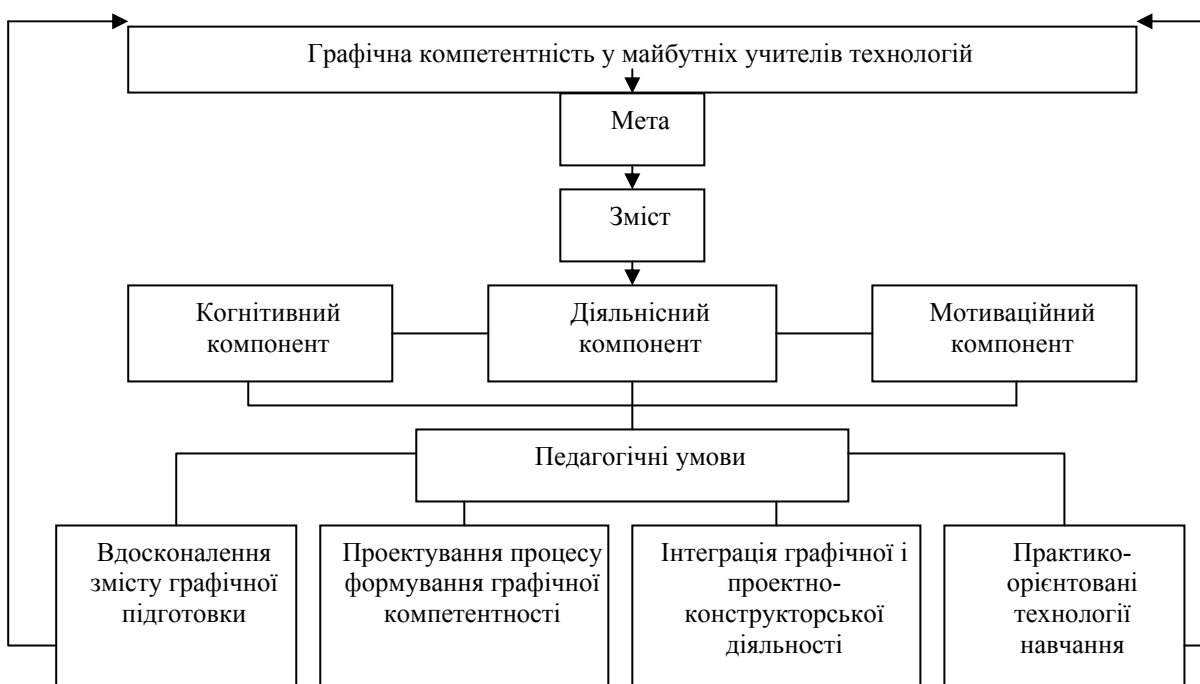 Графічна компетентність у майбутніх учителів технологій
Мета
Зміст
Когнітивний
компонент
Діяльнісний
компонент
Мотиваційний
компонент
Педагогічні умови
Вдосконалення
змісту графічної
підготовки
Проектування процесу
формування графічної
компетентності
Інтеграція графічної і
проектно-
конструкторської
діяльності
Практико-
орієнтовані
технології
навчання